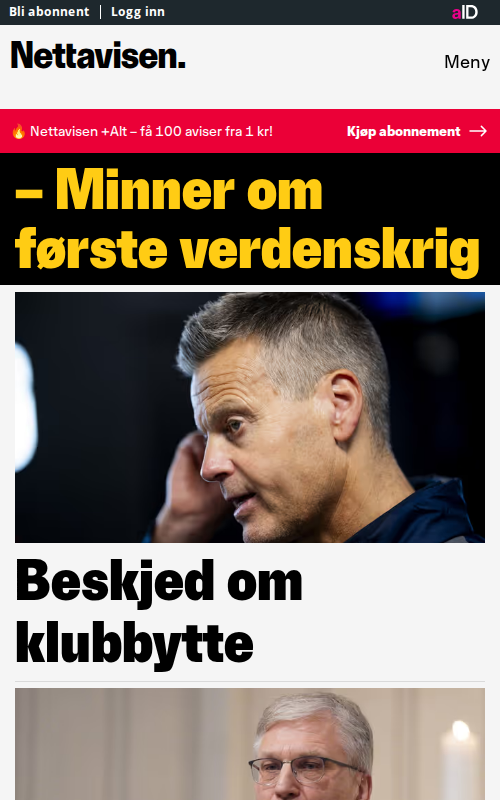 Bli abonnent | Logg inn
aID
Nettavisen.
Meny
🔥 Nettavisen +Alt – få 100 aviser fra 1 kr!
Kjøp abonnement →
– Minner om
første verdenskrig
Beskjed om
klubbytte